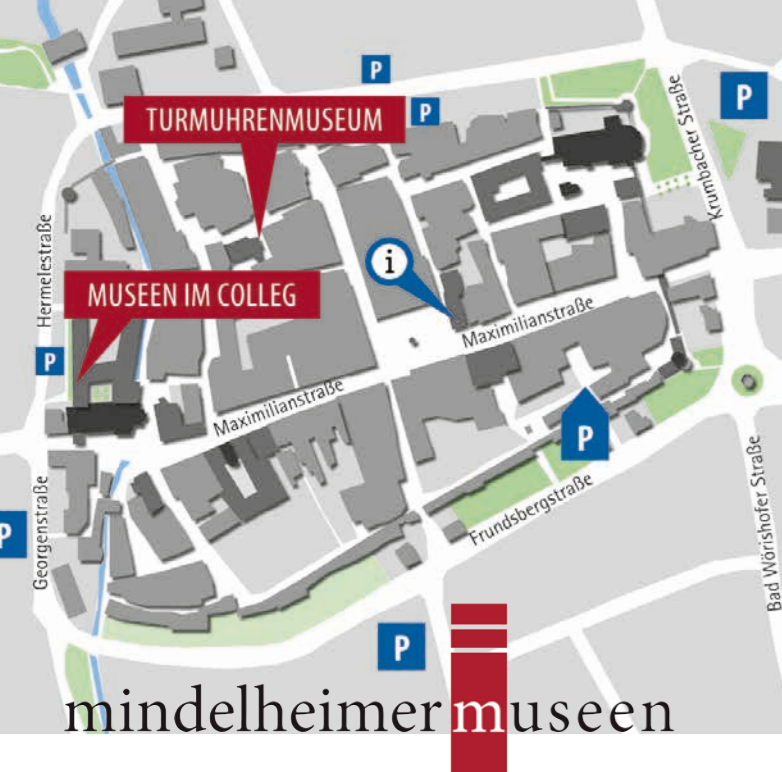 P
P
P
TURMUHRENMUSEUM
Krumbacher Straße
Hermelestraße
i
MUSEEN IM COLLEG
Maximilianstraße
P
Maximilianstraße
P
Georgenstraße
Frundsbergstraße
Bad Wörishofer Straße
P
P
mindelheimer museen